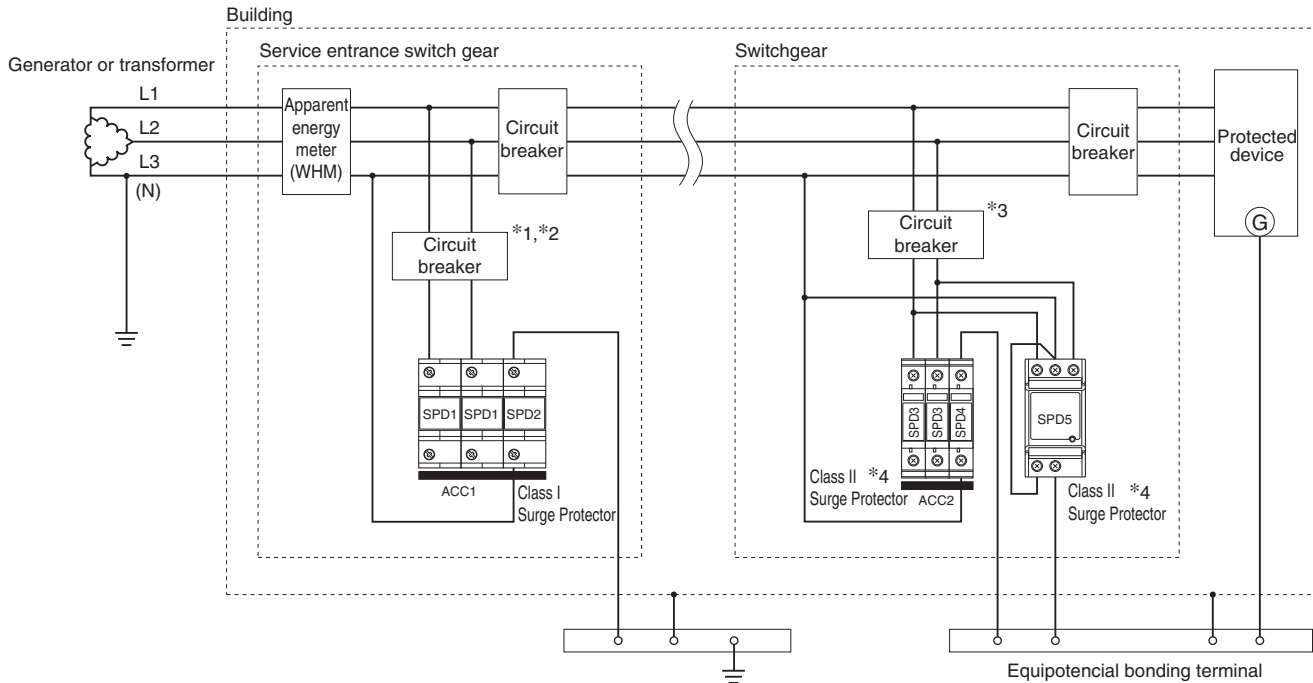 Building
Service entrance switch gear
Switchgear
Generator or transformer
L1
L2
L3
(N)
Apparent
energy
meter
(WHM)
Circuit
breaker
Circuit
breaker
Protected
device
G
Circuit
breaker
*1,*2
Circuit
breaker
*3
SPD1
SPD1
SPD2
SPD3
SPD3
SPD4
SPD5
ACC1
Class I
Surge Protector
Class II *4
Surge Protector
ACC2
Class II *4
Surge Protector
Equipotencial bonding terminal